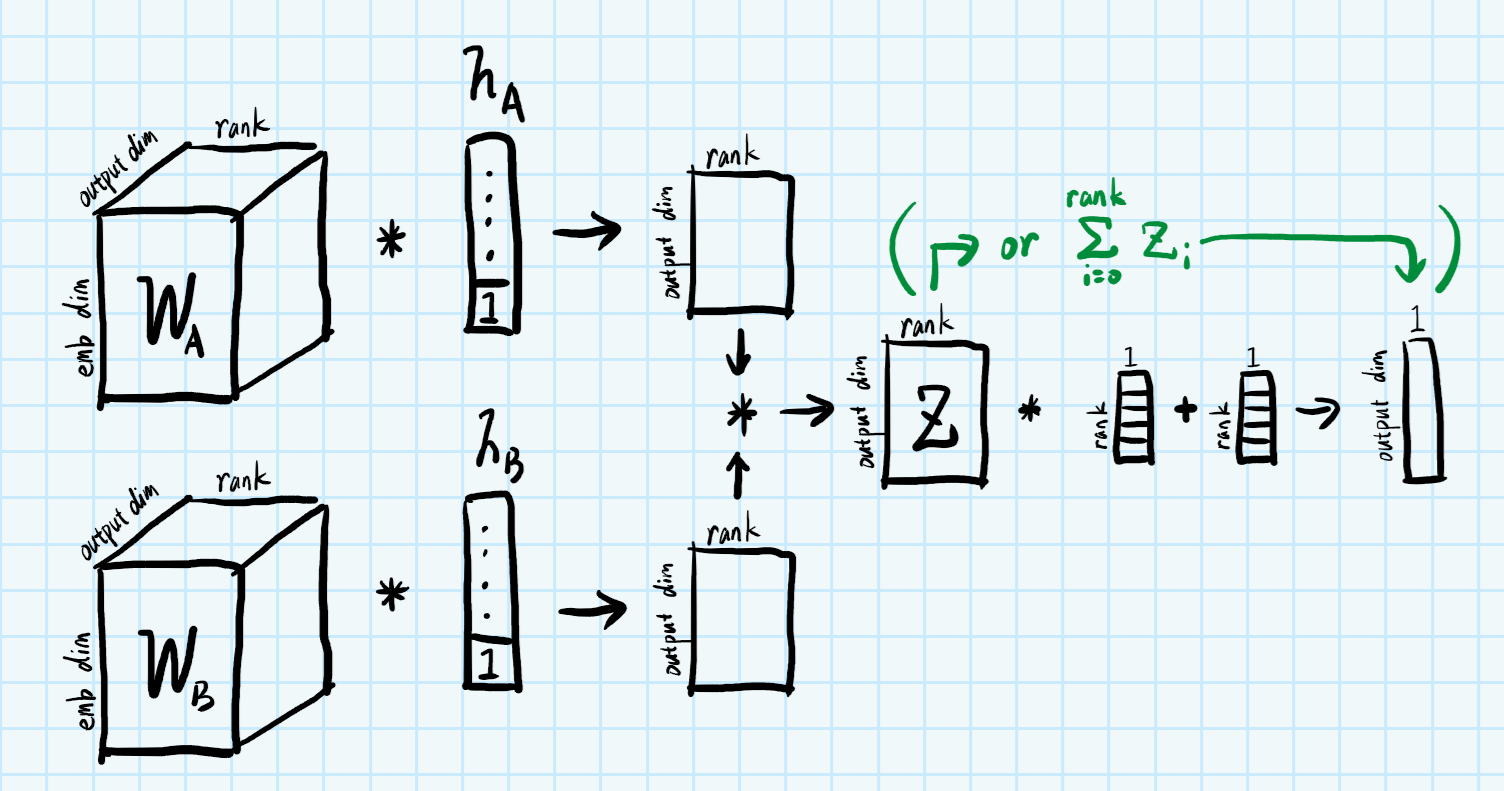 h_A
rank
output dim
emb dim
W_A
*
1
rank
output dim
rank
( or Σ Z_i )
i=0
*
rank
output dim
Z
*
1
rank
+
1
rank
1
output dim
h_B
rank
output dim
emb dim
W_B
*
1
rank
output dim